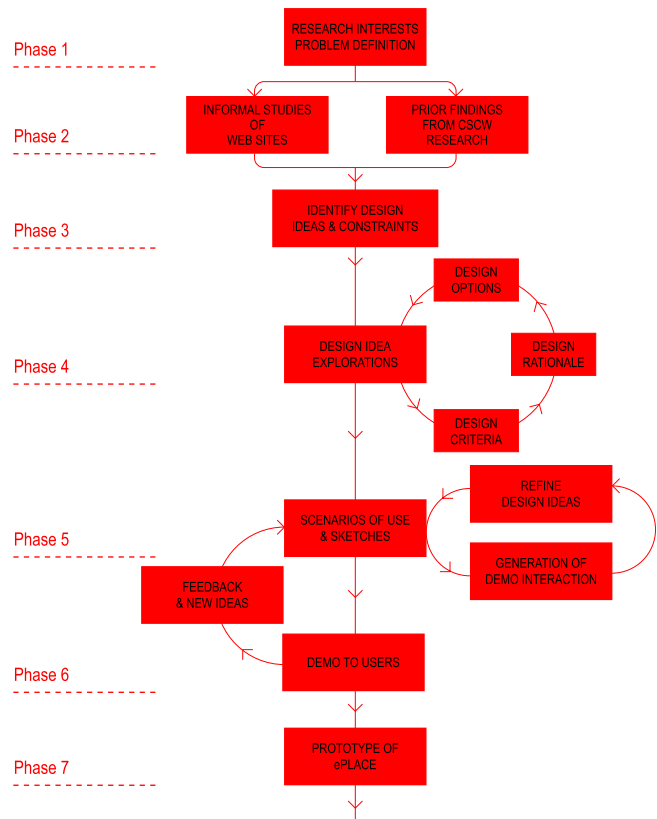 Phase 1
RESEARCH INTERESTS
PROBLEM DEFINITION
Phase 2
INFORMAL STUDIES
OF
WEB SITES
PRIOR FINDINGS
FROM CSCW
RESEARCH
Phase 3
IDENTIFY DESIGN
IDEAS & CONSTRAINTS
Phase 4
DESIGN IDEA
EXPLORATIONS
DESIGN
OPTIONS
DESIGN
RATIONALE
DESIGN
CRITERIA
Phase 5
SCENARIOS OF USE
& SKETCHES
REFINE
DESIGN IDEAS
GENERATION OF
DEMO INTERACTION
FEEDBACK
& NEW IDEAS
Phase 6
DEMO TO USERS
Phase 7
PROTOTYPE OF
ePLACE